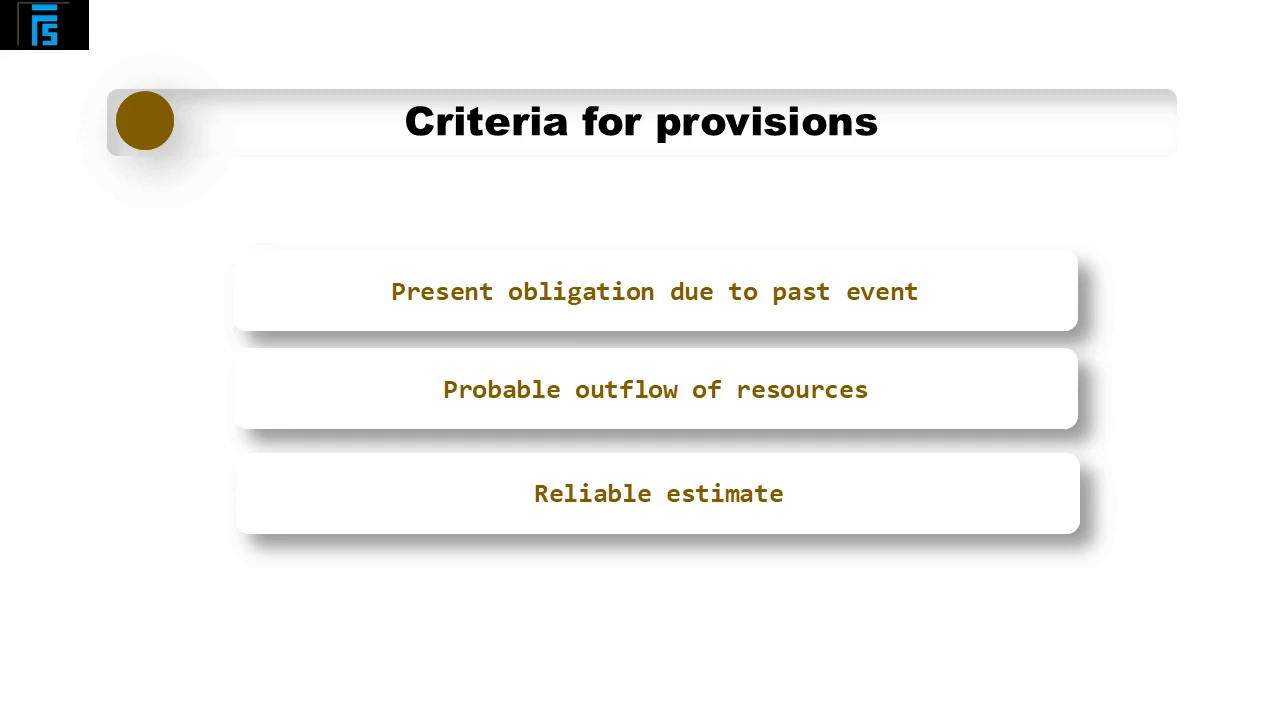 Criteria for provisions
Present obligation due to past event
Probable outflow of resources
Reliable estimate